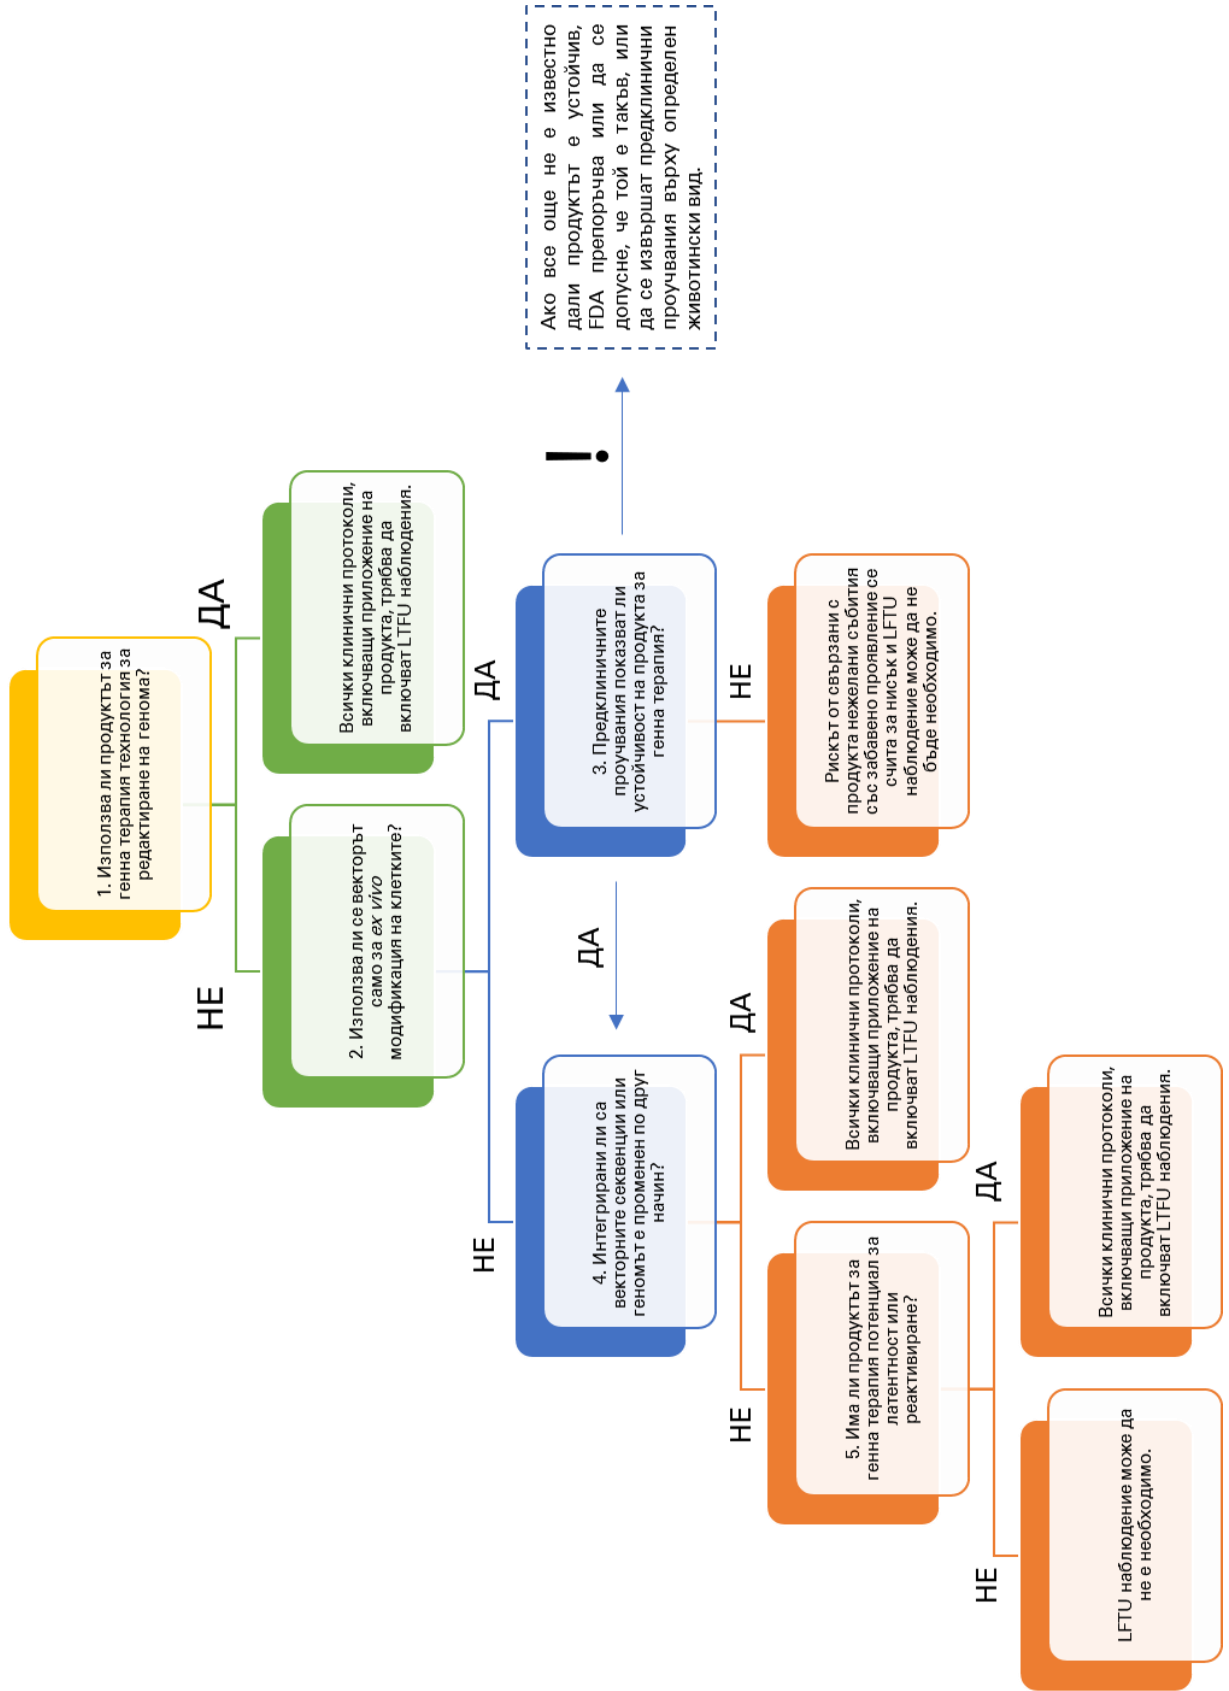 1. Използва ли продуктът за
генна терапия технология за
редактиране на генома?
НЕ
ДА
2. Използва ли се векторът
само за ex vivo
модификация на клетките?
Всички клинични протоколи,
включващи приложение на
продукта, трябва да
включват LTFU наблюдения.
НЕ
ДА
4. Интегрирани ли са
векторните секвенции или
геномът е променен по друг
начин?
ДА
3. Предклиничните
проучвания показват ли
устойчивост на продукта за
генна терапия?
!
Ако все още не е известно
дали продуктът е устойчив,
FDA препоръчва или да се
допусне, че той е такъв, или
да се извършат предклинични
проучвания върху определен
животински вид.
НЕ
ДА
НЕ
5. Има ли продуктът за
генна терапия потенциал за
латентност или
реактивиране?
Всички клинични протоколи,
включващи приложение на
продукта, трябва да
включват LTFU наблюдения.
Рискът от свързани с
продукта нежелани събития
със забавено проявление се
счита за нисък и LFTU
наблюдение може да не
бъде необходимо.
НЕ
ДА
LFTU наблюдение може да
не е необходимо.
Всички клинични протоколи,
включващи приложение на
продукта, трябва да
включват LTFU наблюдения.